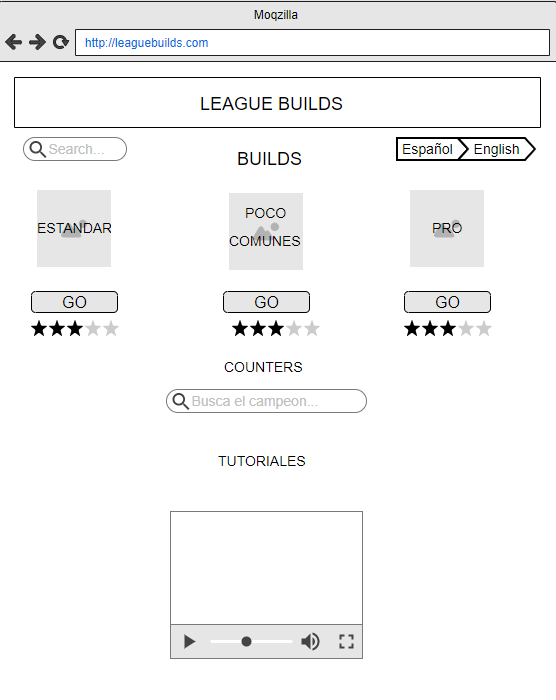 Moqzilla
http://leaguebuilds.com
LEAGUE BUILDS
Search...
BUILDS
Español
English
ESTANDAR
POCO
COMUNES
PRO
GO
GO
GO
COUNTERS
Busca el campeon...
TUTORIALES